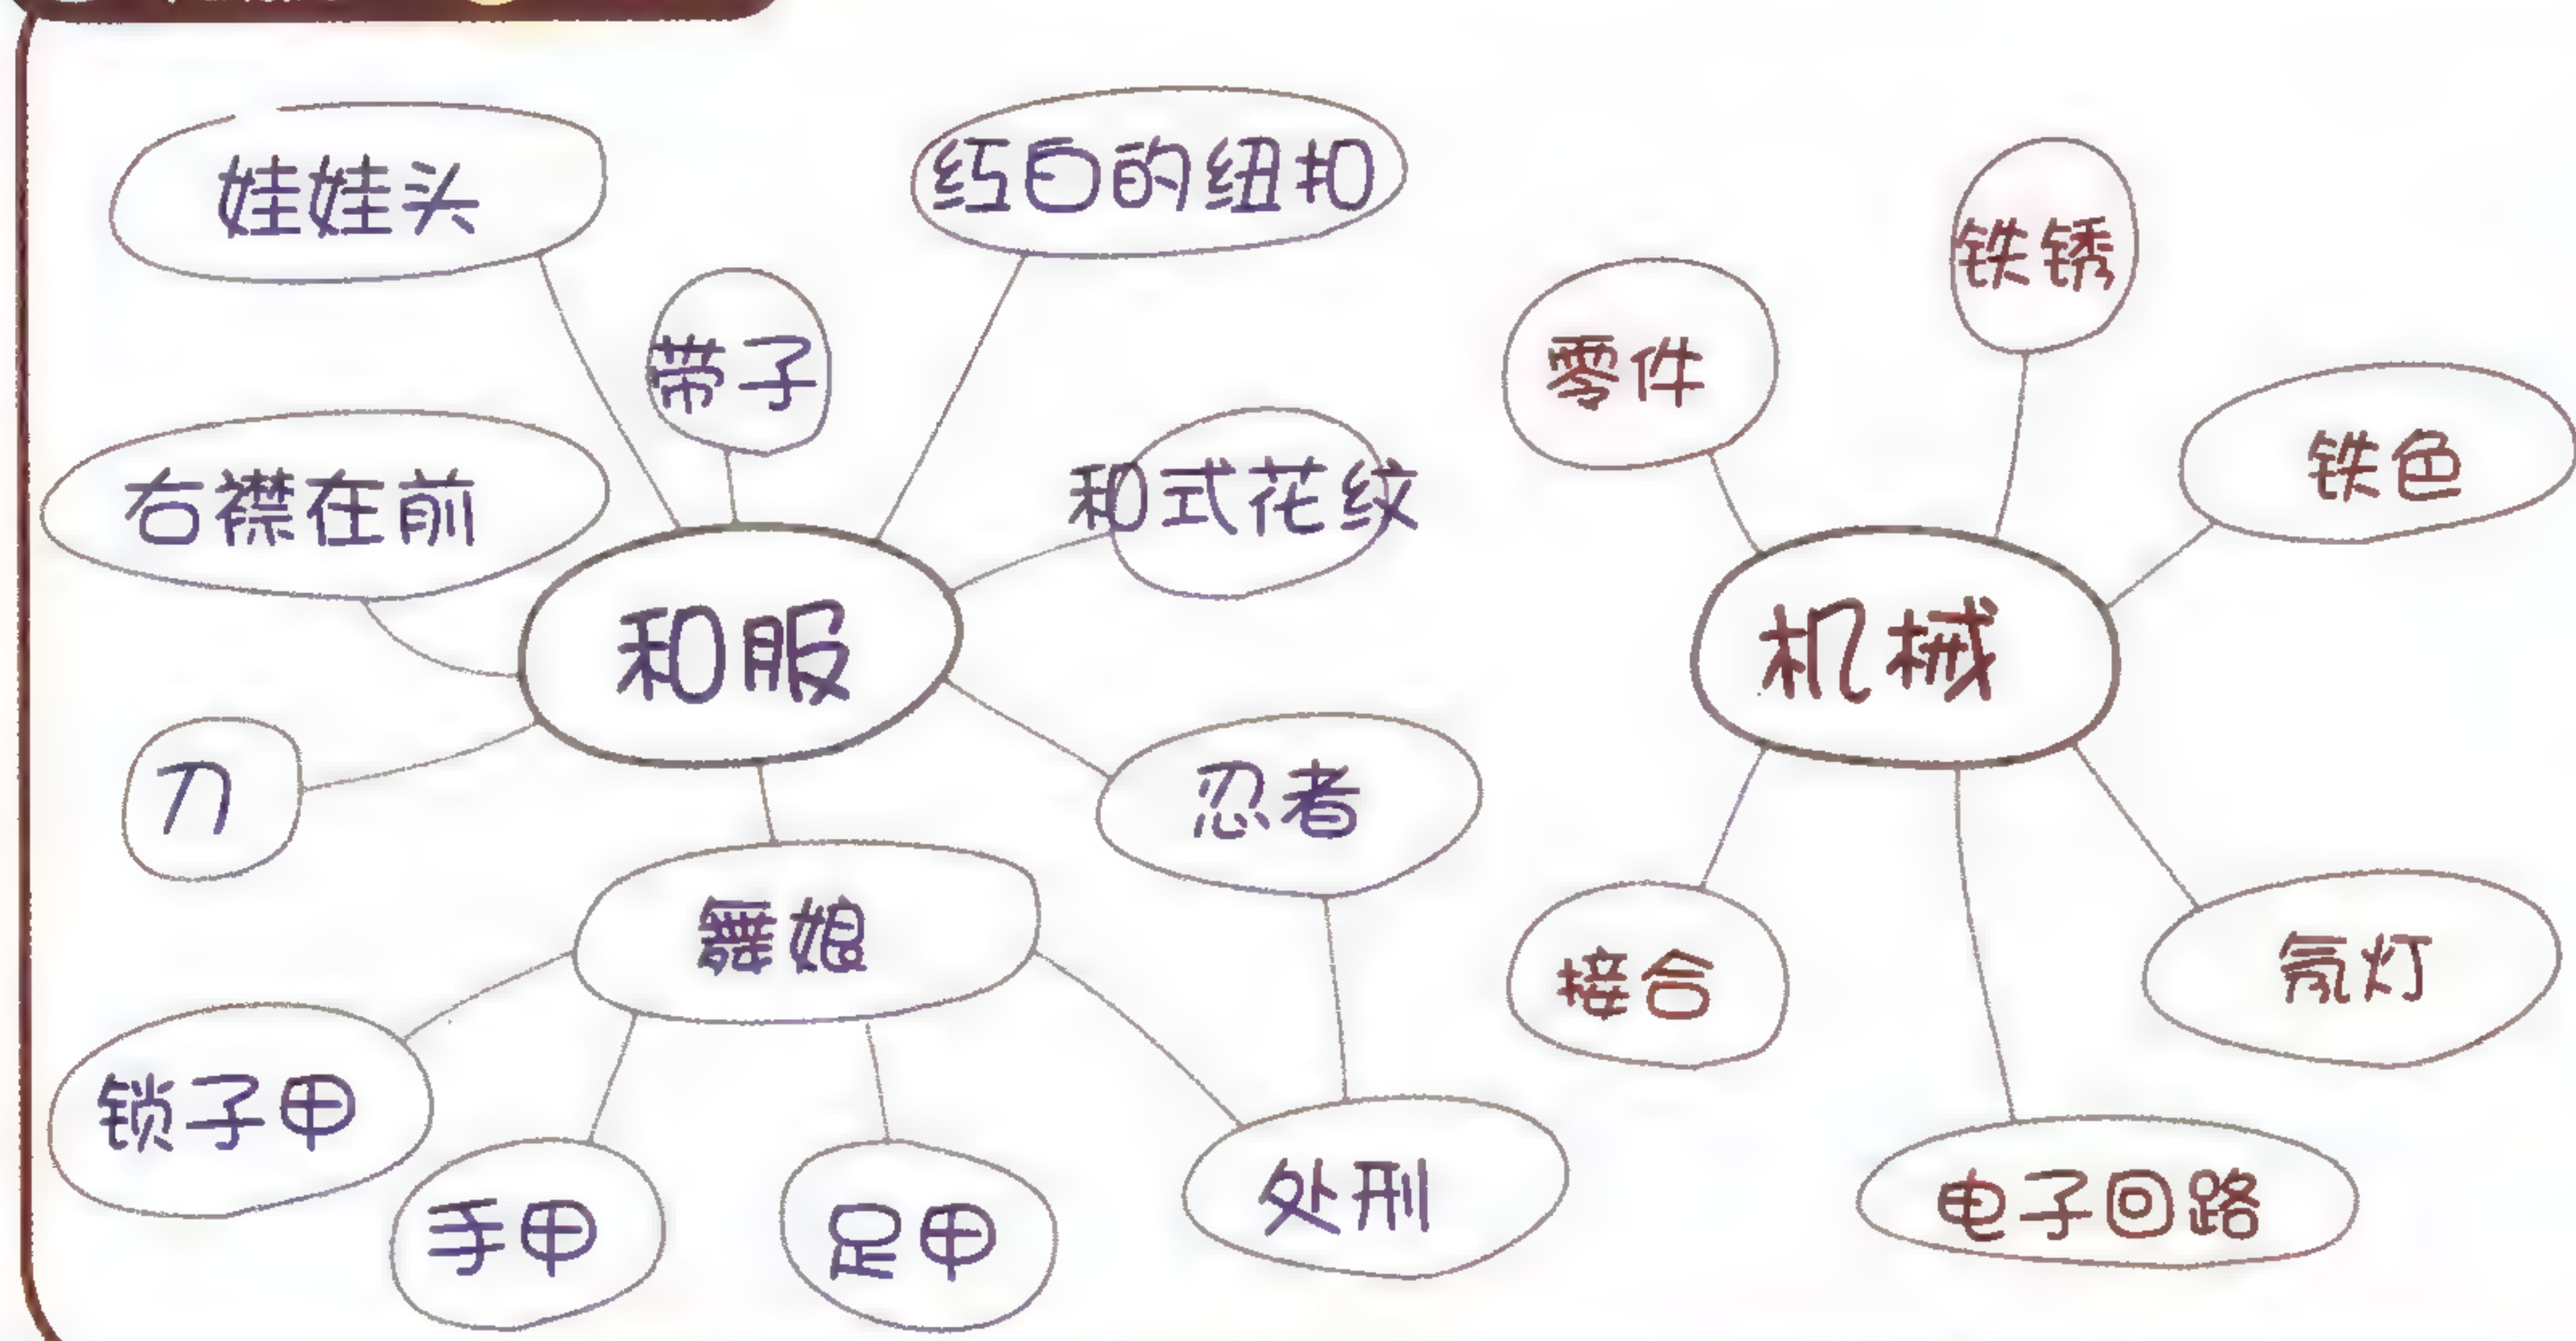 娃娃头
红白的纽扣
带子
右襟在前
和式花纹
和服
刀
忍者
舞娘
锁子甲
手甲
足甲
处刑
铁锈
零件
铁色
机械
接合
氖灯
电子回路